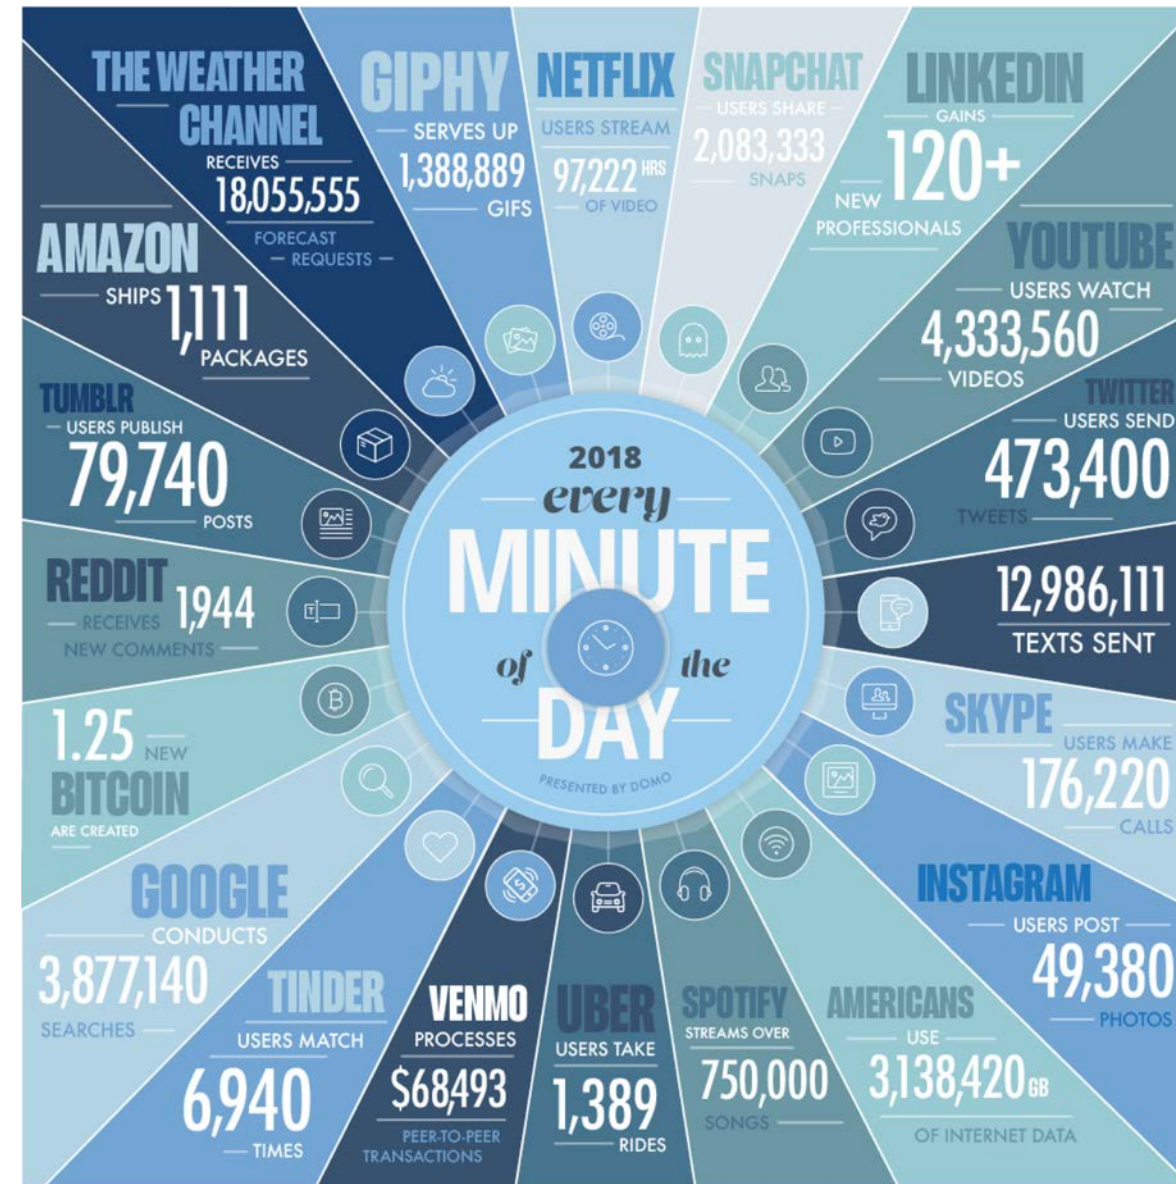 THE WEATHER
CHANNEL
RECEIVES
18,055,555
FORECAST
REQUESTS
GIPHY
SERVES UP
1,388,889
GIFS
NETFLIX
USERS STREAM
97,222 HRS
OF VIDEO
SNAPCHAT
USERS SHARE
2,083,333
SNAPS
LINKEDIN
GAINS
120+
NEW
PROFESSIONALS
YOUTUBE
USERS WATCH
4,333,560
VIDEOS
TWITTER
USERS SEND
473,400
TWEETS
12,986,111
TEXTS SENT
SKYPE
USERS MAKE
176,220
CALLS
INSTAGRAM
USERS POST
49,380
PHOTOS
AMERICANS
USE
3,138,420 GB
OF INTERNET DATA
SPOTIFY
STREAMS OVER
750,000
SONGS
UBER
USERS TAKE
1,389
RIDES
VENMO
PROCESSES
$68,493
PEER-TO-PEER
TRANSACTIONS
TINDER
USERS MATCH
6,940
TIMES
GOOGLE
CONDUCTS
3,877,140
SEARCHES
1.25 NEW
BITCOIN
ARE CREATED
REDDIT
RECEIVES 1,944
NEW COMMENTS
TUMBLR
USERS PUBLISH
79,740
POSTS
AMAZON
SHIPS 1,111
PACKAGES
2018
every
MINUTE
of the
DAY
PRESENTED BY DOMO